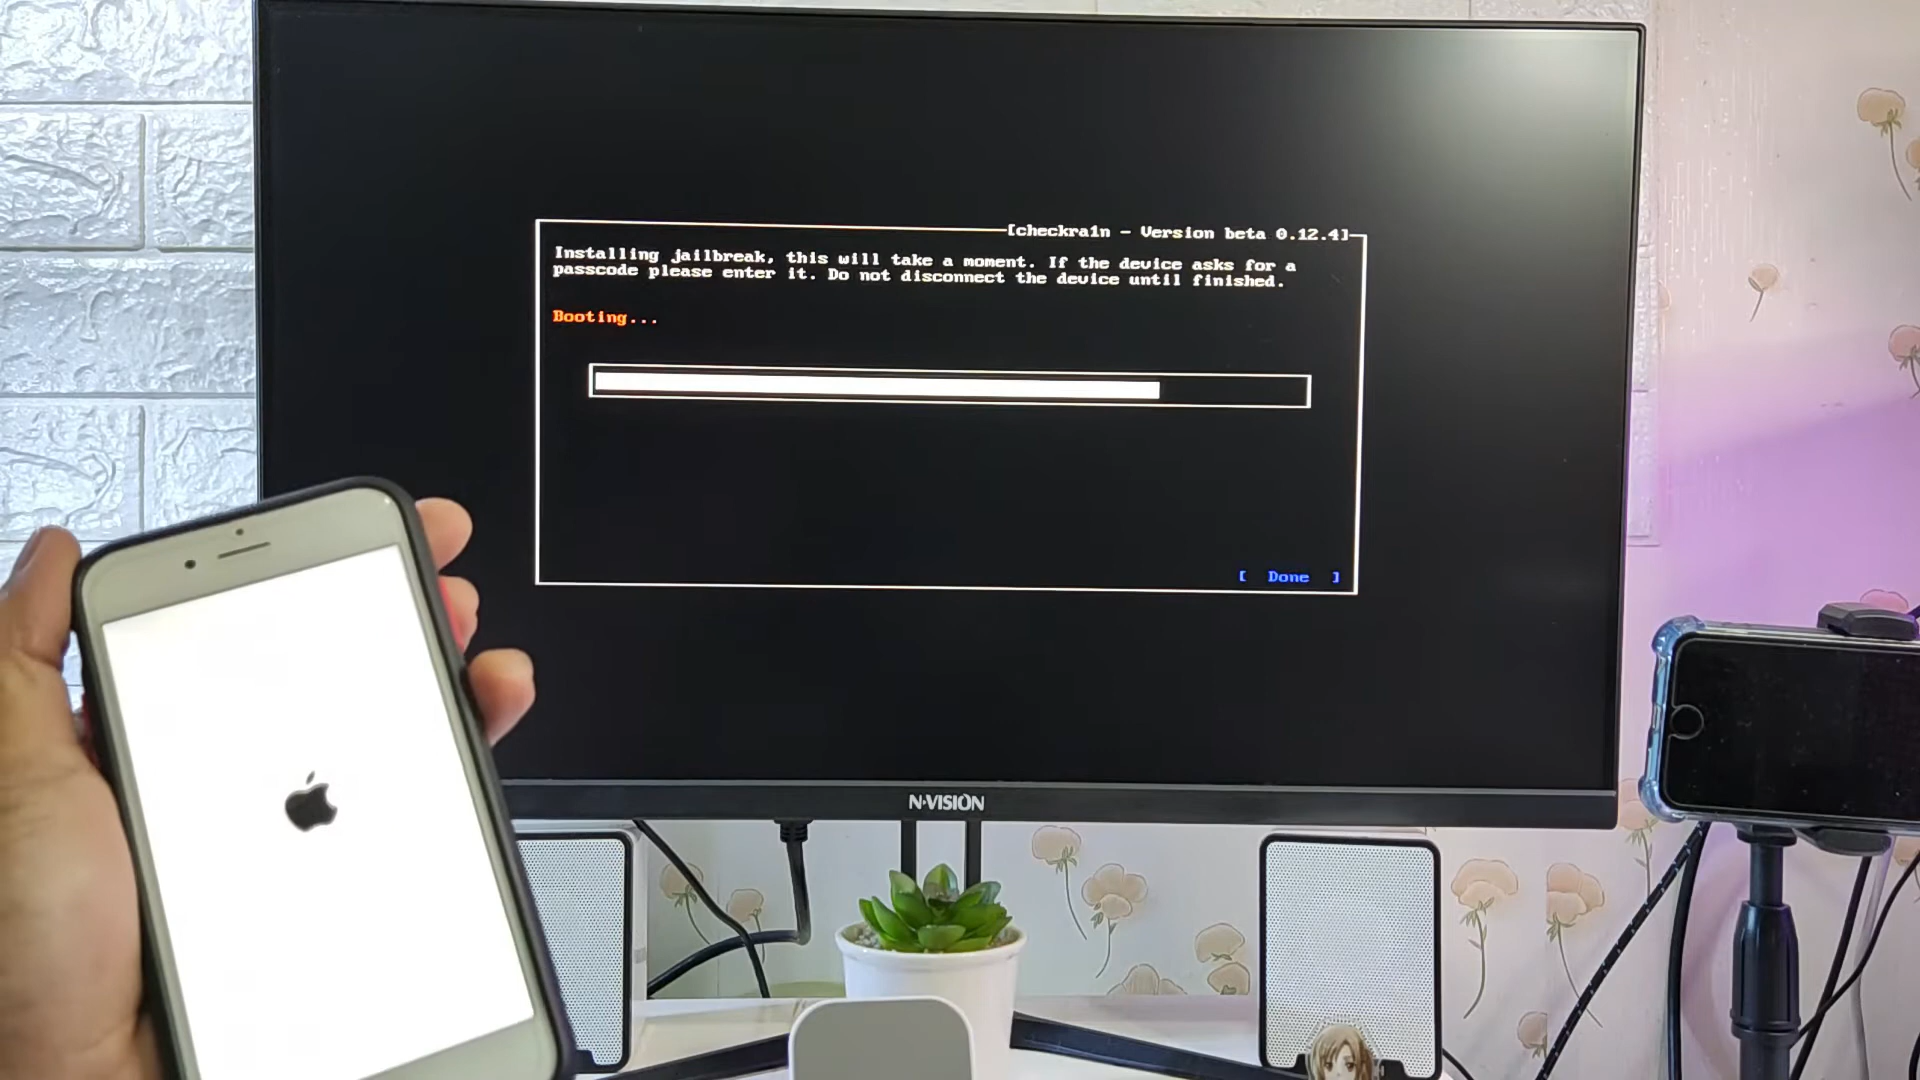 [checkra1n - Version beta 0.12.4]
Installing jailbreak, this will take a moment. If the device asks for a
passcode please enter it. Do not disconnect the device until finished.
Booting...
[ Done ]
N·VISION